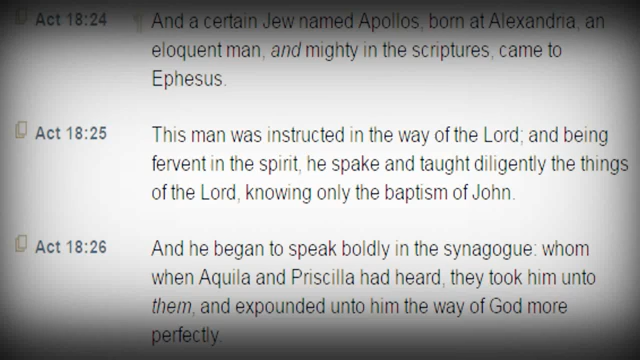 Act 18:24 ¶ And a certain Jew named Apollos, born at Alexandria, an
eloquent man, and mighty in the scriptures, came to
Ephesus.
Act 18:25 This man was instructed in the way of the Lord; and being
fervent in the spirit, he spake and taught diligently the things
of the Lord, knowing only the baptism of John.
Act 18:26 And he began to speak boldly in the synagogue: whom
when Aquila and Priscilla had heard, they took him unto
them, and expounded unto him the way of God more
perfectly.